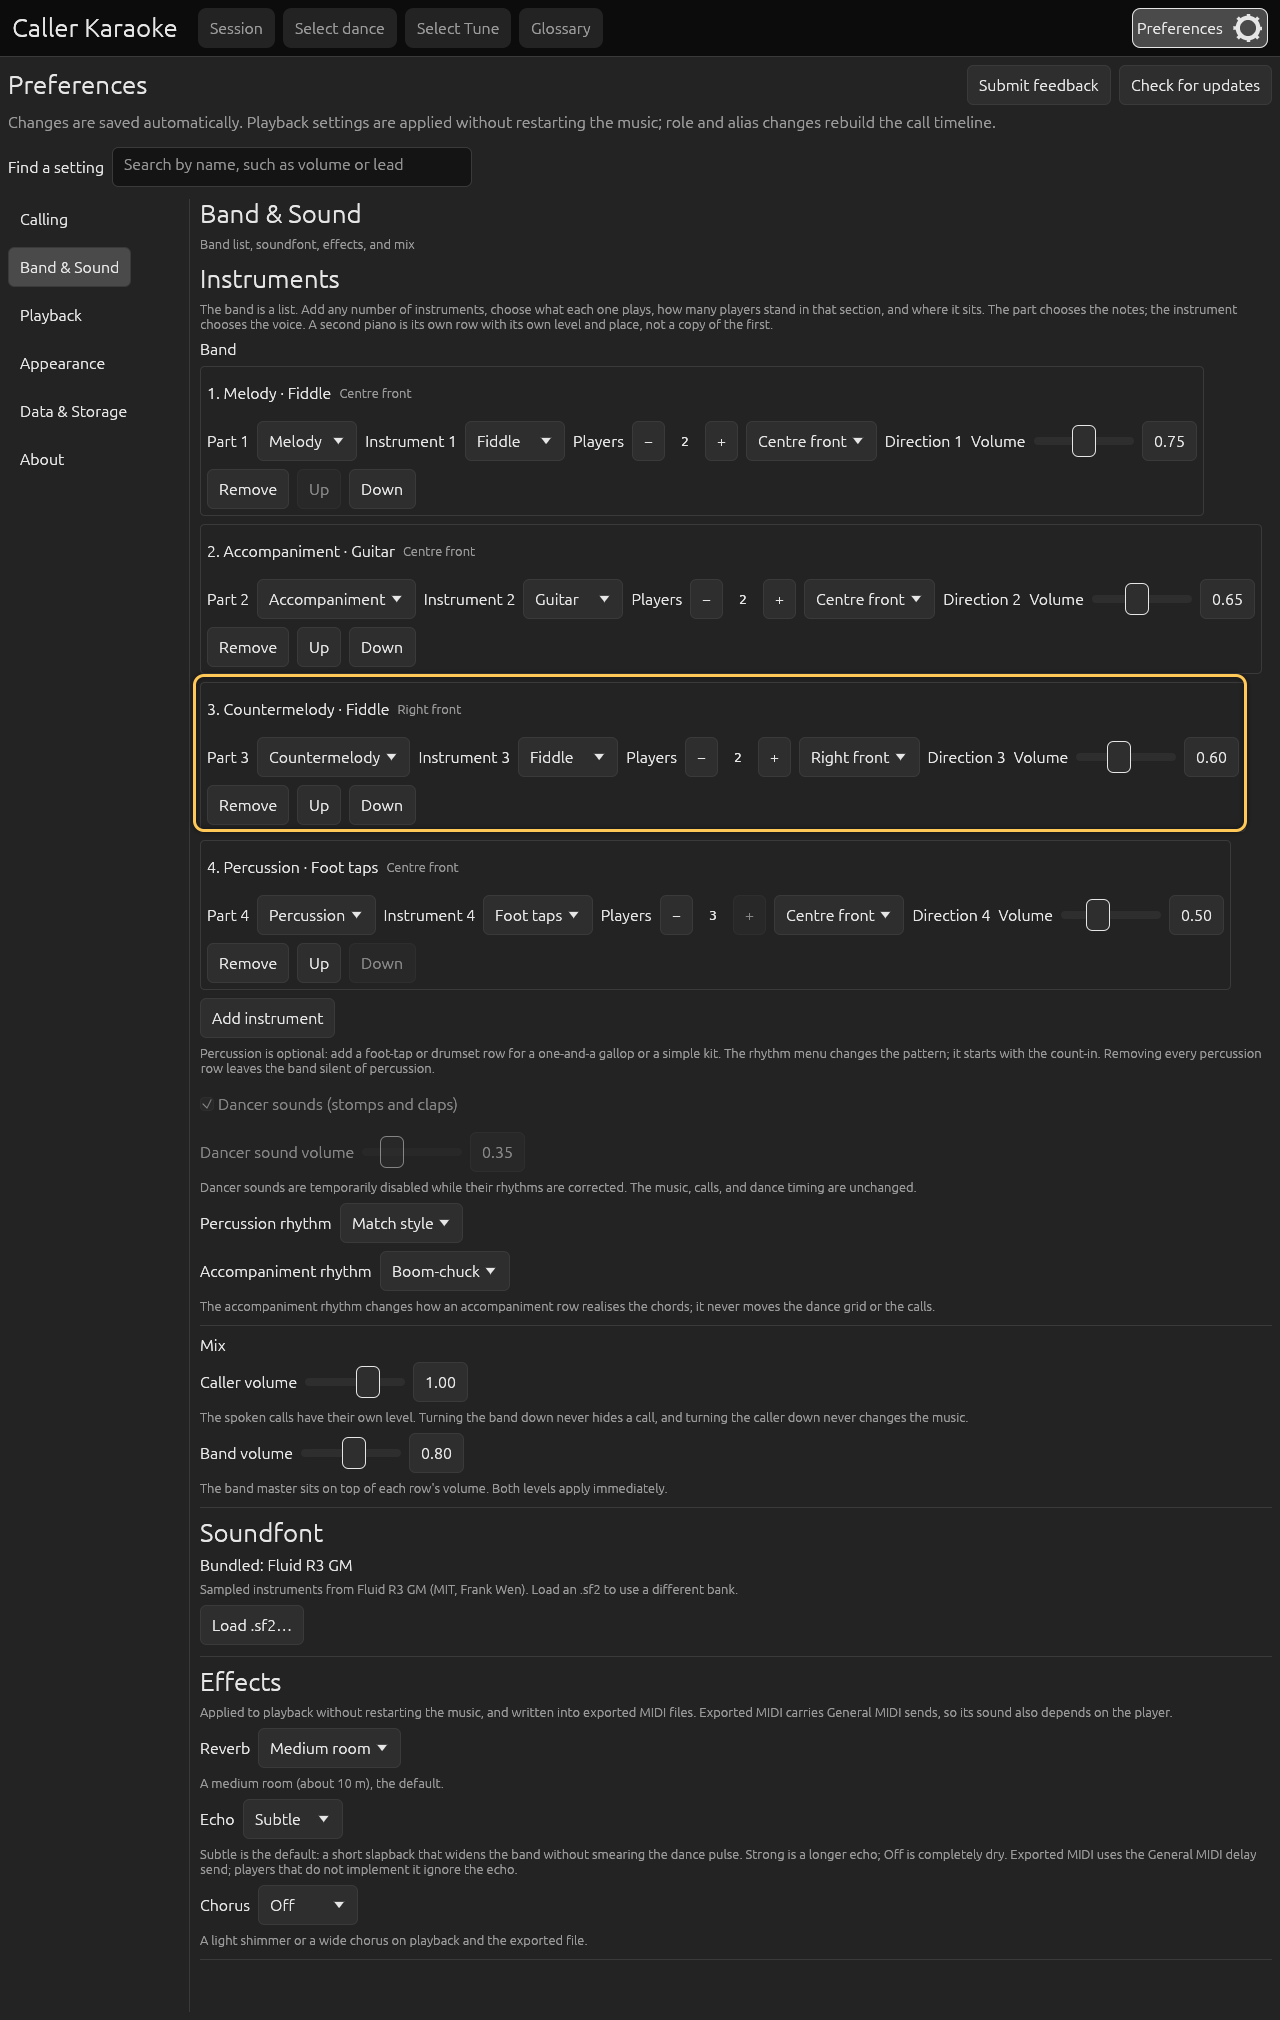 Caller Karaoke Session Select dance Select Tune Glossary Preferences
Preferences Submit feedback Check for updates
Changes are saved automatically. Playback settings are applied without restarting the music; role and alias changes rebuild the call timeline.
Find a setting Search by name, such as volume or lead
Calling
Band & Sound
Playback
Appearance
Data & Storage
About
Band & Sound
Band list, soundfont, effects, and mix
Instruments
The band is a list. Add any number of instruments, choose what each one plays, how many players stand in that section, and where it sits. The part chooses the notes; the instrument
chooses the voice. A second piano is its own row with its own level and place, not a copy of the first.
Band
1. Melody · Fiddle Centre front
Part 1 Melody Instrument 1 Fiddle Players − 2 + Centre front Direction 1 Volume 0.75
Remove Up Down
2. Accompaniment · Guitar Centre front
Part 2 Accompaniment Instrument 2 Guitar Players − 2 + Centre front Direction 2 Volume 0.65
Remove Up Down
3. Countermelody · Fiddle Right front
Part 3 Countermelody Instrument 3 Fiddle Players − 2 + Right front Direction 3 Volume 0.60
Remove Up Down
4. Percussion · Foot taps Centre front
Part 4 Percussion Instrument 4 Foot taps Players − 3 + Centre front Direction 4 Volume 0.50
Remove Up Down
Add instrument
Percussion is optional: add a foot-tap or drumset row for a one-and-a gallop or a simple kit. The rhythm menu changes the pattern; it starts with the count-in. Removing every percussion
row leaves the band silent of percussion.
Dancer sounds (stomps and claps)
Dancer sound volume 0.35
Dancer sounds are temporarily disabled while their rhythms are corrected. The music, calls, and dance timing are unchanged.
Percussion rhythm Match style
Accompaniment rhythm Boom-chuck
The accompaniment rhythm changes how an accompaniment row realises the chords; it never moves the dance grid or the calls.
Mix
Caller volume 1.00
The spoken calls have their own level. Turning the band down never hides a call, and turning the caller down never changes the music.
Band volume 0.80
The band master sits on top of each row's volume. Both levels apply immediately.
Soundfont
Bundled: Fluid R3 GM
Sampled instruments from Fluid R3 GM (MIT, Frank Wen). Load an .sf2 to use a different bank.
Load .sf2…
Effects
Applied to playback without restarting the music, and written into exported MIDI files. Exported MIDI carries General MIDI sends, so its sound also depends on the player.
Reverb Medium room
A medium room (about 10 m), the default.
Echo Subtle
Subtle is the default: a short slapback that widens the band without smearing the dance pulse. Strong is a longer echo; Off is completely dry. Exported MIDI uses the General MIDI delay
send; players that do not implement it ignore the echo.
Chorus Off
A light shimmer or a wide chorus on playback and the exported file.